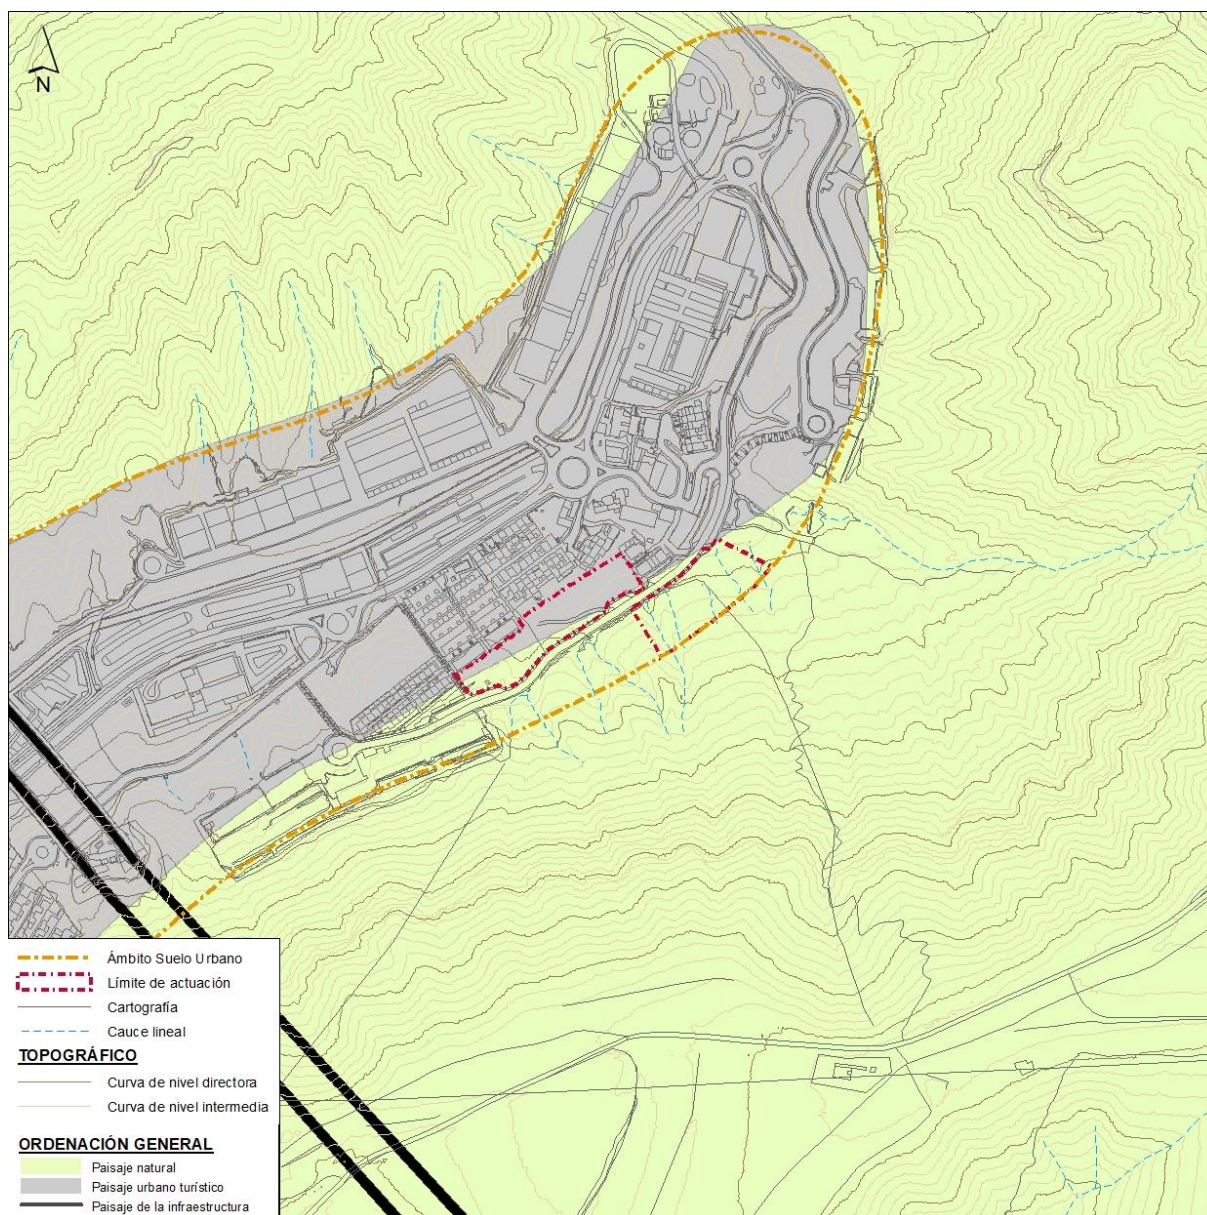 N
Ámbito Suelo Urbano
Límite de actuación
Cartografía
Cauce lineal
TOPOGRÁFICO
Curva de nivel directora
Curva de nivel intermedia
ORDENACIÓN GENERAL
Paisaje natural
Paisaje urbano turístico
Paisaje de la infraestructura